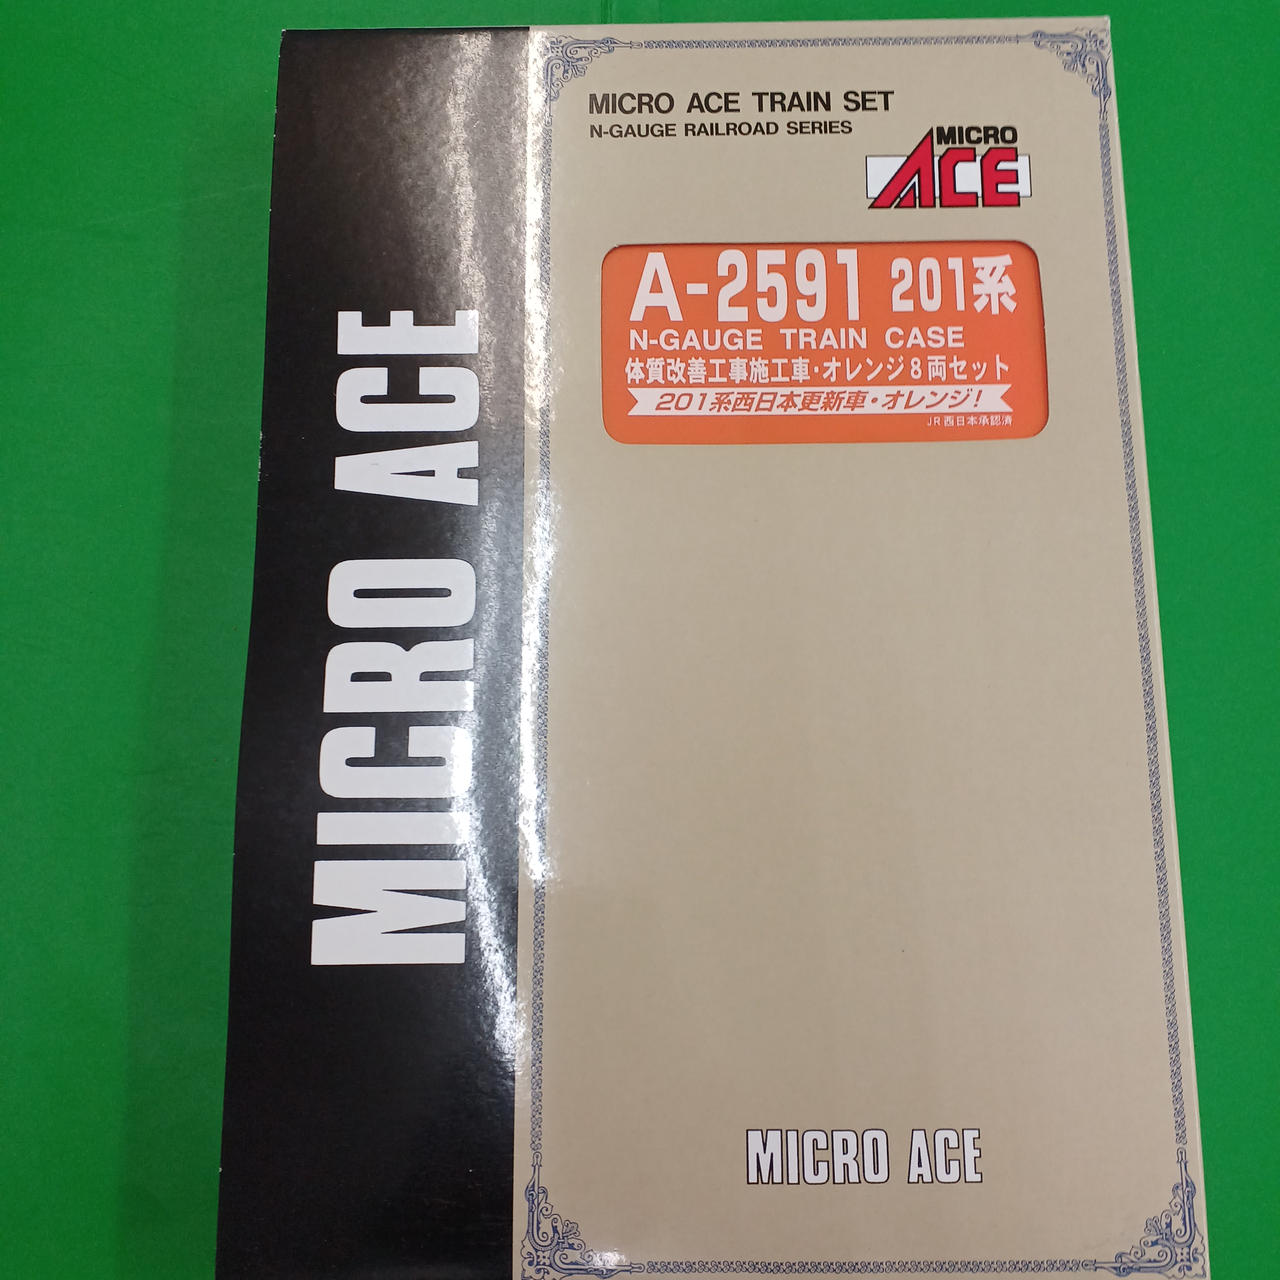 MICRO ACE
MICRO ACE TRAIN SET
N-GAUGE RAILROAD SERIES
MICRO
ACE
A-2591 201系
N-GAUGE TRAIN CASE
体質改善工事施工車・オレンジ8両セット
201系西日本更新車・オレンジ!
JR西日本承認済
MICRO ACE